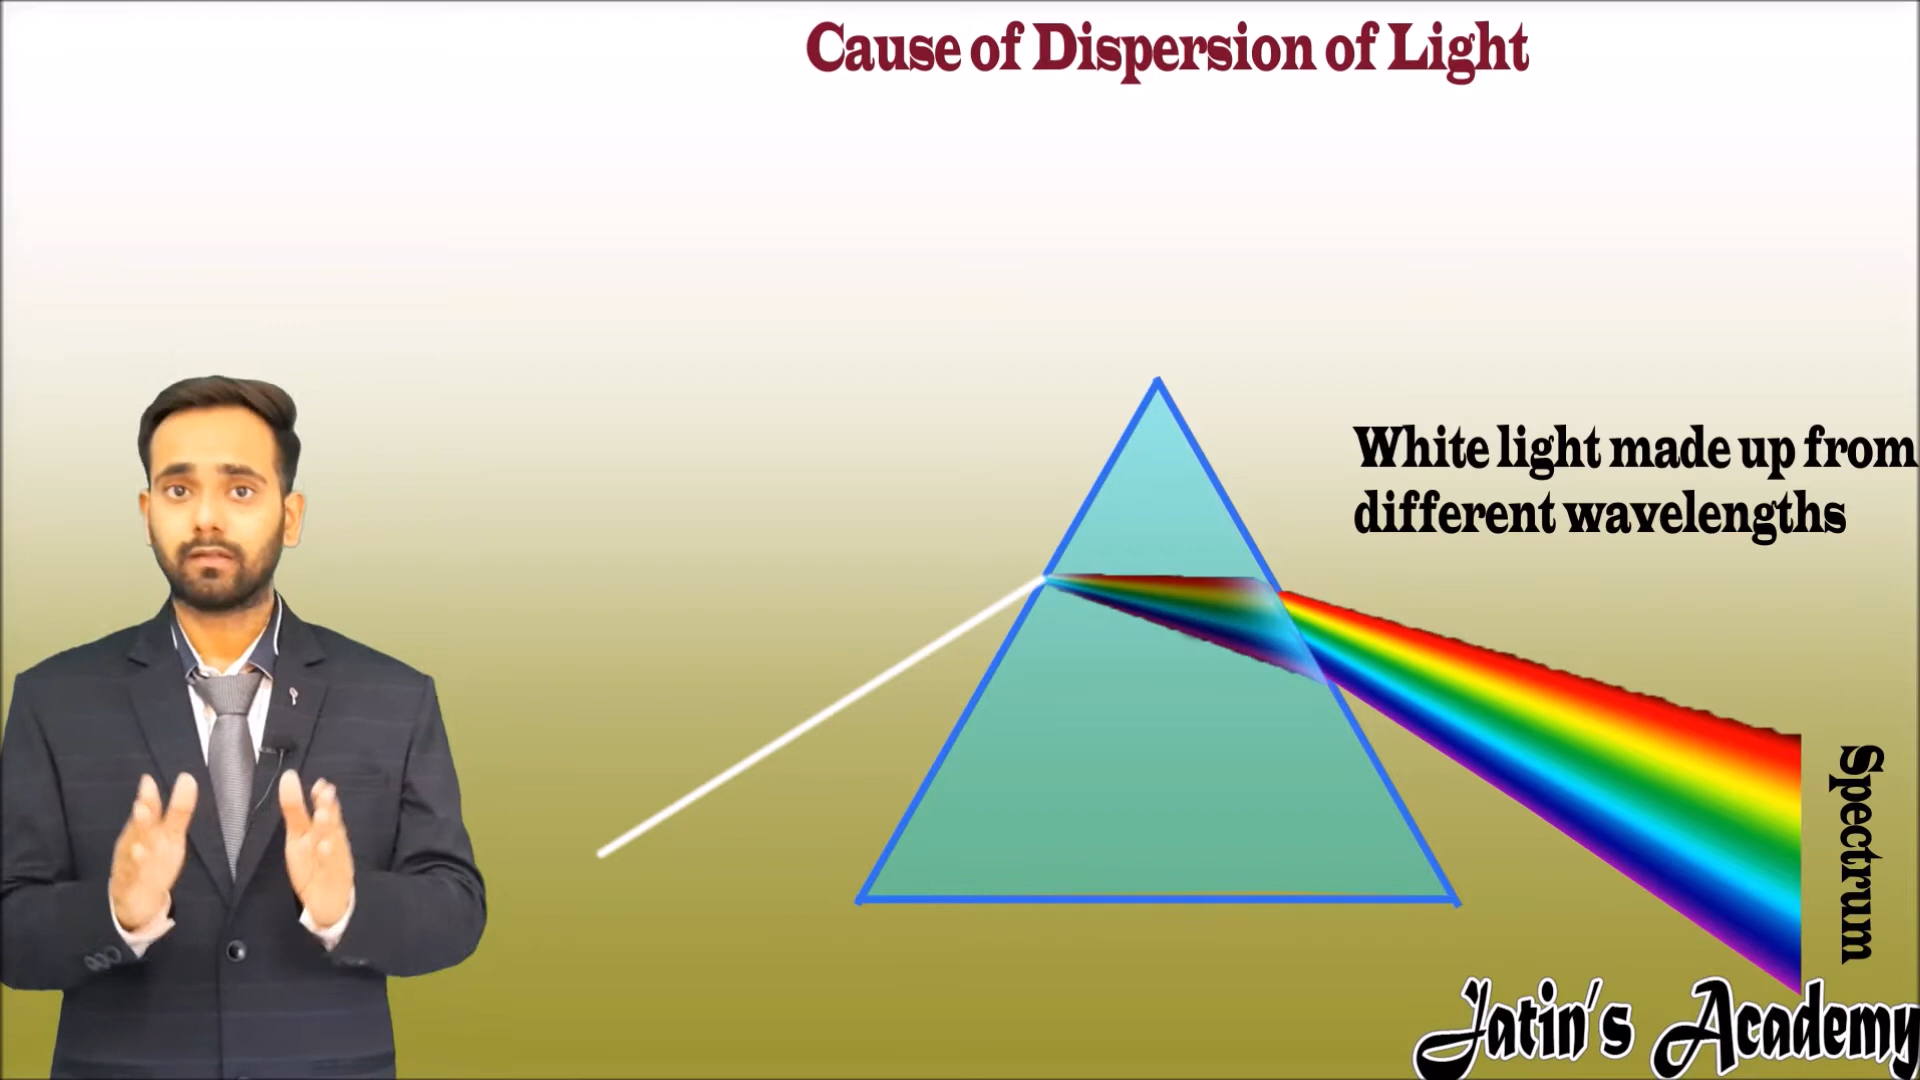 Cause of Dispersion of Light
White light made up from
different wavelengths
Spectrum
Jatin's Academy